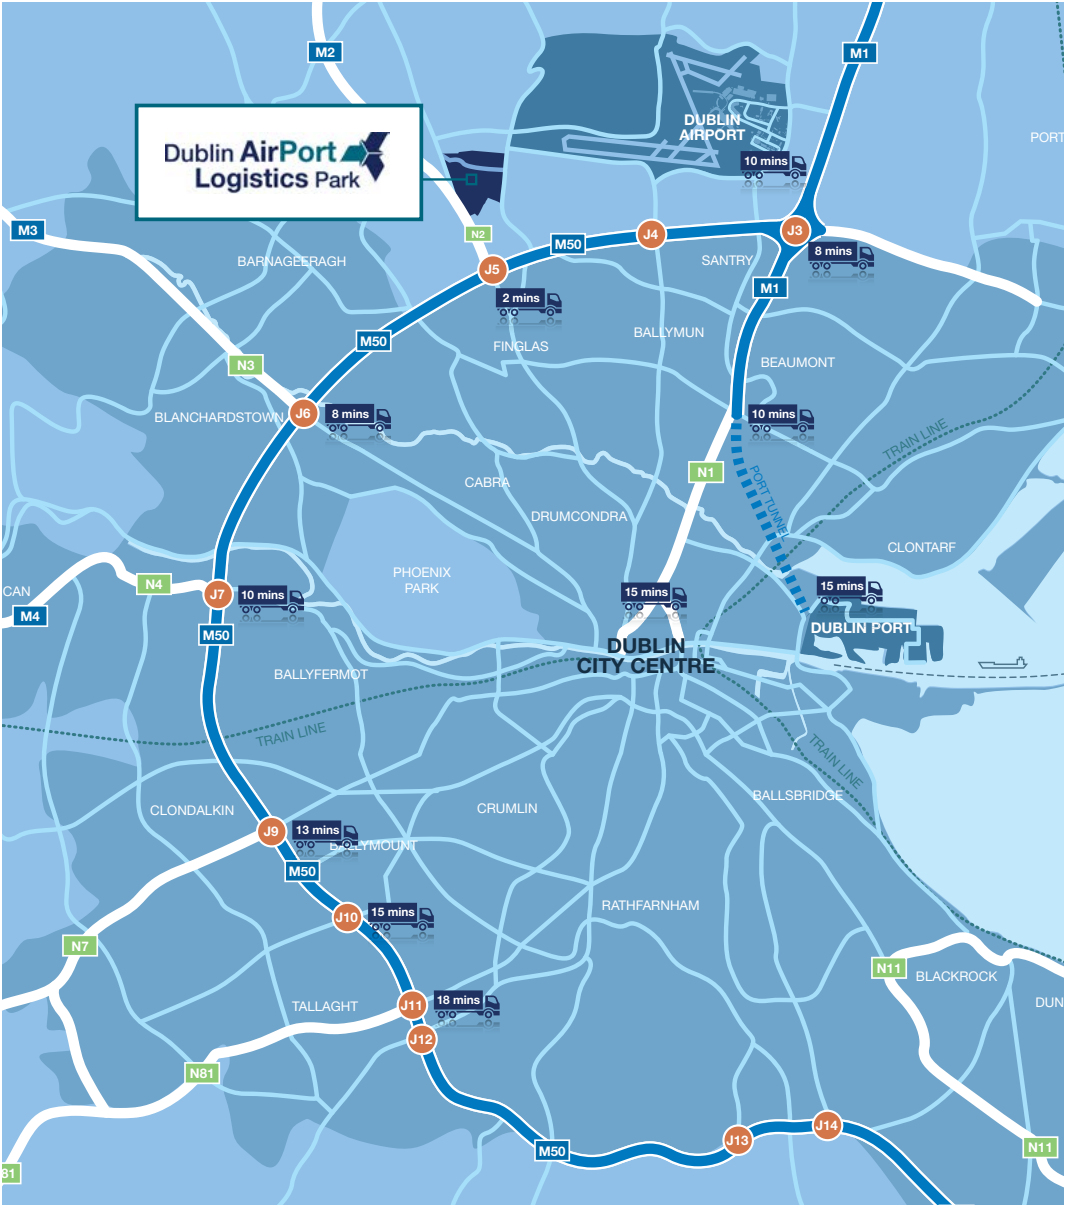 M2
M1
DUBLIN
AIRPORT
PORT
Dublin AirPort
Logistics Park
10 mins
M3
N2
J4
J3
M50
8 mins
BARNAGEERAGH
SANTRY
J5
M1
2 mins
BALLYMUN
M50
FINGLAS
BEAUMONT
N3
BLANCHARDSTOWN
J6
8 mins
10 mins
TRAIN LINE
N1
CABRA
PORT TUNNEL
DRUMCONDRA
CLONTARF
PHOENIX
PARK
CAN
N4
J7
10 mins
15 mins
15 mins
M4
DUBLIN PORT
M50
DUBLIN
CITY CENTRE
BALLYFERMOT
TRAIN LINE
TRAIN LINE
BALLSBRIDGE
CLONDALKIN
CRUMLIN
J9
13 mins
BALLYMOUNT
M50
RATHFARNHAM
J10
15 mins
N7
N11
BLACKROCK
TALLAGHT
J11
18 mins
DUN
J12
N81
J14
J13
M50
N11
81